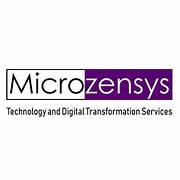 Microzensys
Technology and Digital Transformation Services